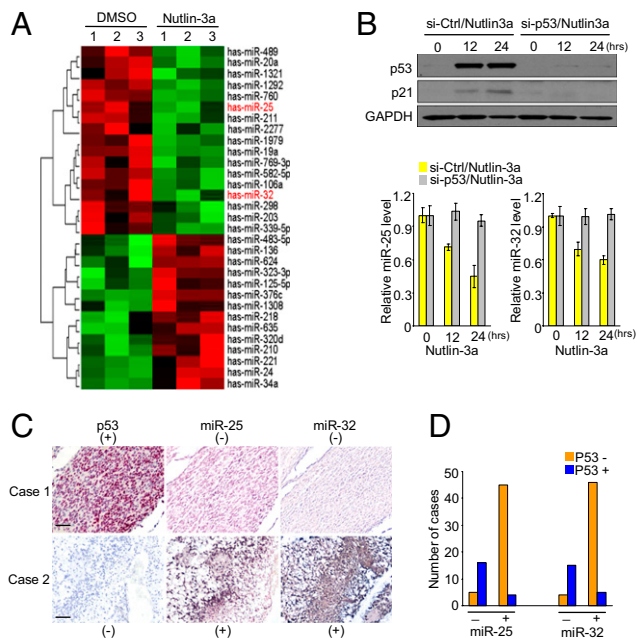 A
DMSO
Nutlin-3a
1 2 3 1 2 3
has-miR-489
has-miR-20a
has-miR-1321
has-miR-1292
has-miR-760
has-miR-25
has-miR-211
has-miR-2277
has-miR-1979
has-miR-19a
has-miR-769-3p
has-miR-582-5p
has-miR-106a
has-miR-32
has-miR-298
has-miR-203
has-miR-339-5p
has-miR-483-5p
has-miR-136
has-miR-624
has-miR-323-3p
has-miR-125-5p
has-miR-376c
has-miR-1308
has-miR-218
has-miR-635
has-miR-320d
has-miR-210
has-miR-221
has-miR-24
has-miR-34a
B
si-Ctrl/Nutlin3a si-p53/Nutlin3a
0 12 24 0 12 24 (hrs)
p53
p21
GAPDH
si-Ctrl/Nutlin-3a
si-p53/Nutlin-3a
Relative miR-25 level
1.2
0.9
0.6
0.3
0
0 12 24 (hrs)
Nutlin-3a
Relative miR-32 level
1.2
0.9
0.6
0.3
0
0 12 24 (hrs)
Nutlin-3a
C
p53 miR-25 miR-32
(+) (-) (-)
Case 1
Case 2
(-) (+) (+)
D
P53 -
P53 +
Number of cases
50
40
30
20
10
0
– + – +
miR-25 miR-32